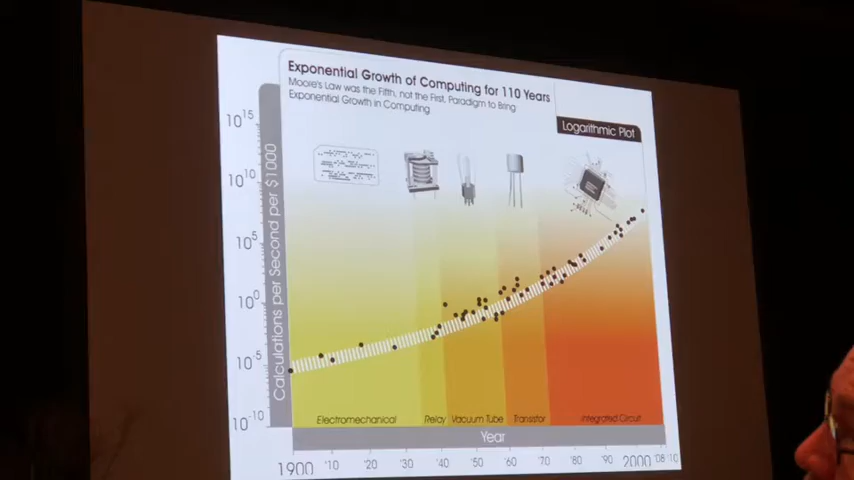 Exponential Growth of Computing for 110 Years
Moore's Law was the Fifth, not the First, Paradigm to Bring
Exponential Growth in Computing
Logarithmic Plot
10^15
10^10
10^5
10^0
10^-5
10^-10
Calculations per Second per $1000
Electromechanical Relay Vacuum Tube Transistor Integrated Circuit
Year
1900 '10 '20 '30 '40 '50 '60 '70 '80 '90 2000 '08 '10